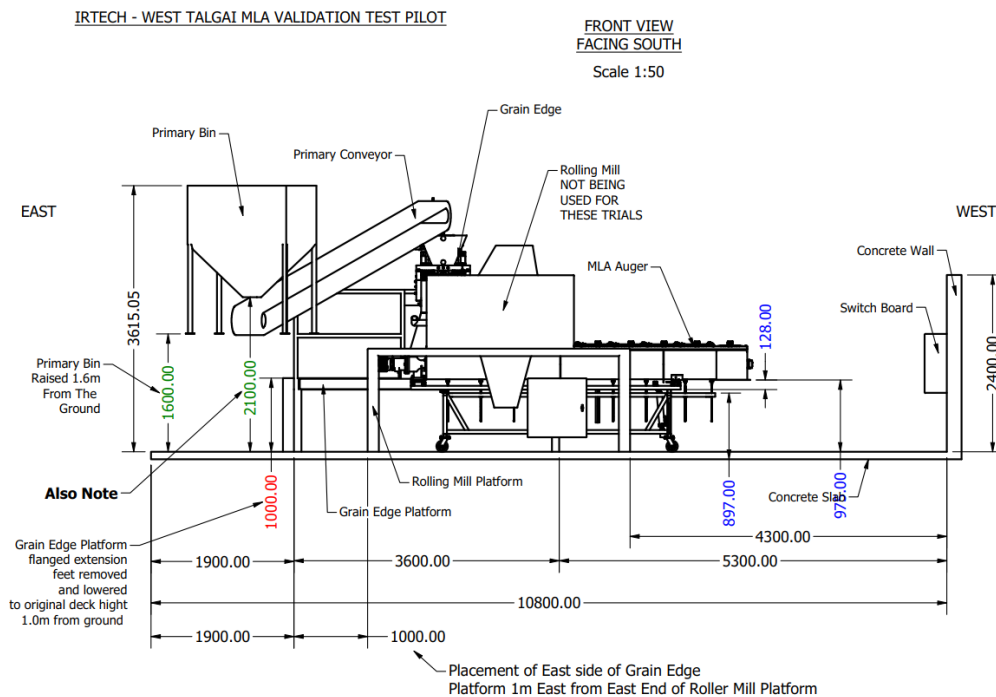 IRTECH - WEST TALGAI MLA VALIDATION TEST PILOT
FRONT VIEW
FACING SOUTH
Scale 1:50
Grain Edge
Primary Bin
Primary Conveyor
Rolling Mill
NOT BEING
USED FOR
THESE TRIALS
EAST
WEST
Concrete Wall
MLA Auger
Switch Board
3615.05
128.00
2400.00
Primary Bin
Raised 1.6m
From The
Ground
1600.00
2100.00
Also Note
1000.00
Rolling Mill Platform
Grain Edge Platform
897.00
Concrete Slab
Grain Edge Platform
flanged extension
feet removed
and lowered
to original deck hight
1.0m from ground
4300.00
1900.00
3600.00
5300.00
10800.00
1900.00
1000.00
Placement of East side of Grain Edge
Platform 1m East from East End of Roller Mill Platform